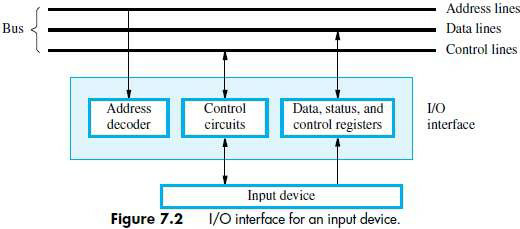 Address lines
Bus
Data lines
Control lines
Address decoder
Control circuits
Data, status, and control registers
I/O interface
Input device
Figure 7.2 I/O interface for an input device.